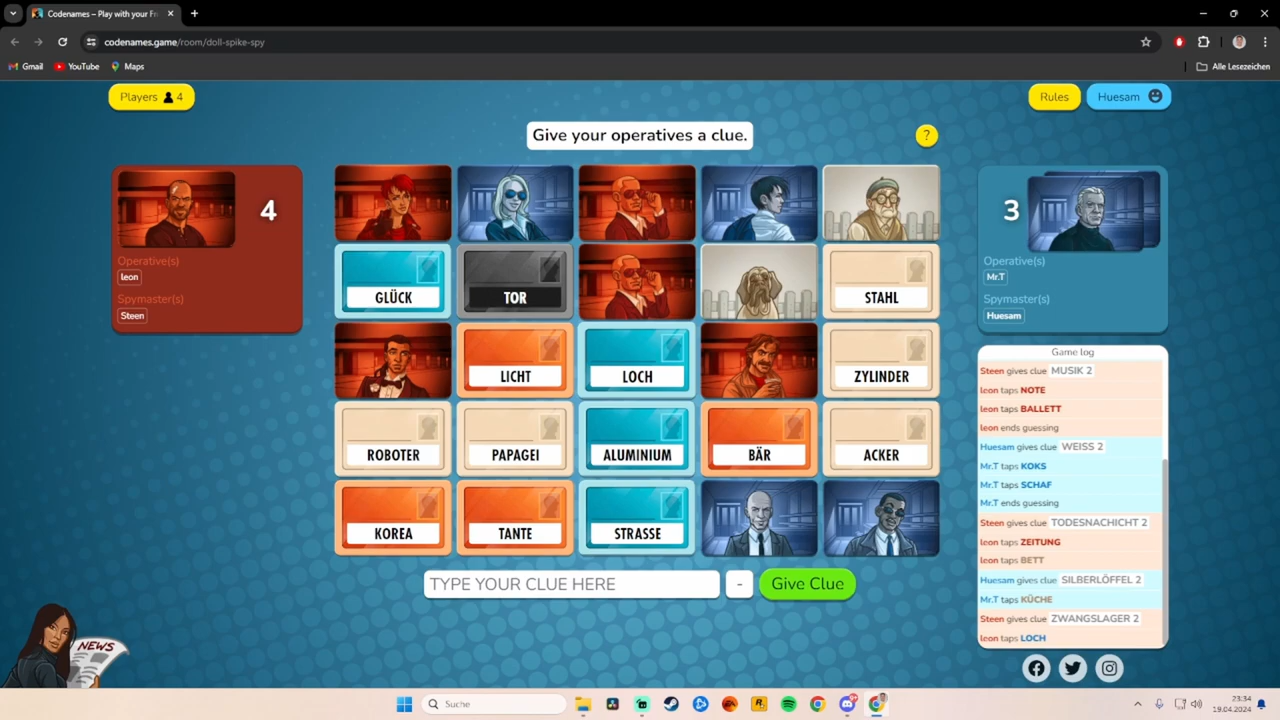 Codenames – Play with your Fr
codenames.game/room/doll-spike-spy
Gmail
YouTube
Maps
Alle Lesezeichen
Players 4
Rules
Huesam
Give your operatives a clue.
?
4
Operative(s)
leon
Spymaster(s)
Steen
3
Operative(s)
Mr.T
Spymaster(s)
Huesam
GLÜCK
TOR
STAHL
LICHT
LOCH
ZYLINDER
ROBOTER
PAPAGEI
ALUMINIUM
BÄR
ACKER
KOREA
TANTE
STRASSE
TYPE YOUR CLUE HERE
-
Give Clue
Game log
Steen gives clue MUSIK 2
leon taps NOTE
leon taps BALLETT
leon ends guessing
Huesam gives clue WEISS 2
Mr.T taps KOKS
Mr.T taps SCHAF
Mr.T ends guessing
Steen gives clue TODESNACHICHT 2
leon taps ZEITUNG
leon taps BETT
Huesam gives clue SILBERLÖFFEL 2
Mr.T taps KÜCHE
Steen gives clue ZWANGSLAGER 2
leon taps LOCH
NEWS
Suche
23:34
19.04.2024